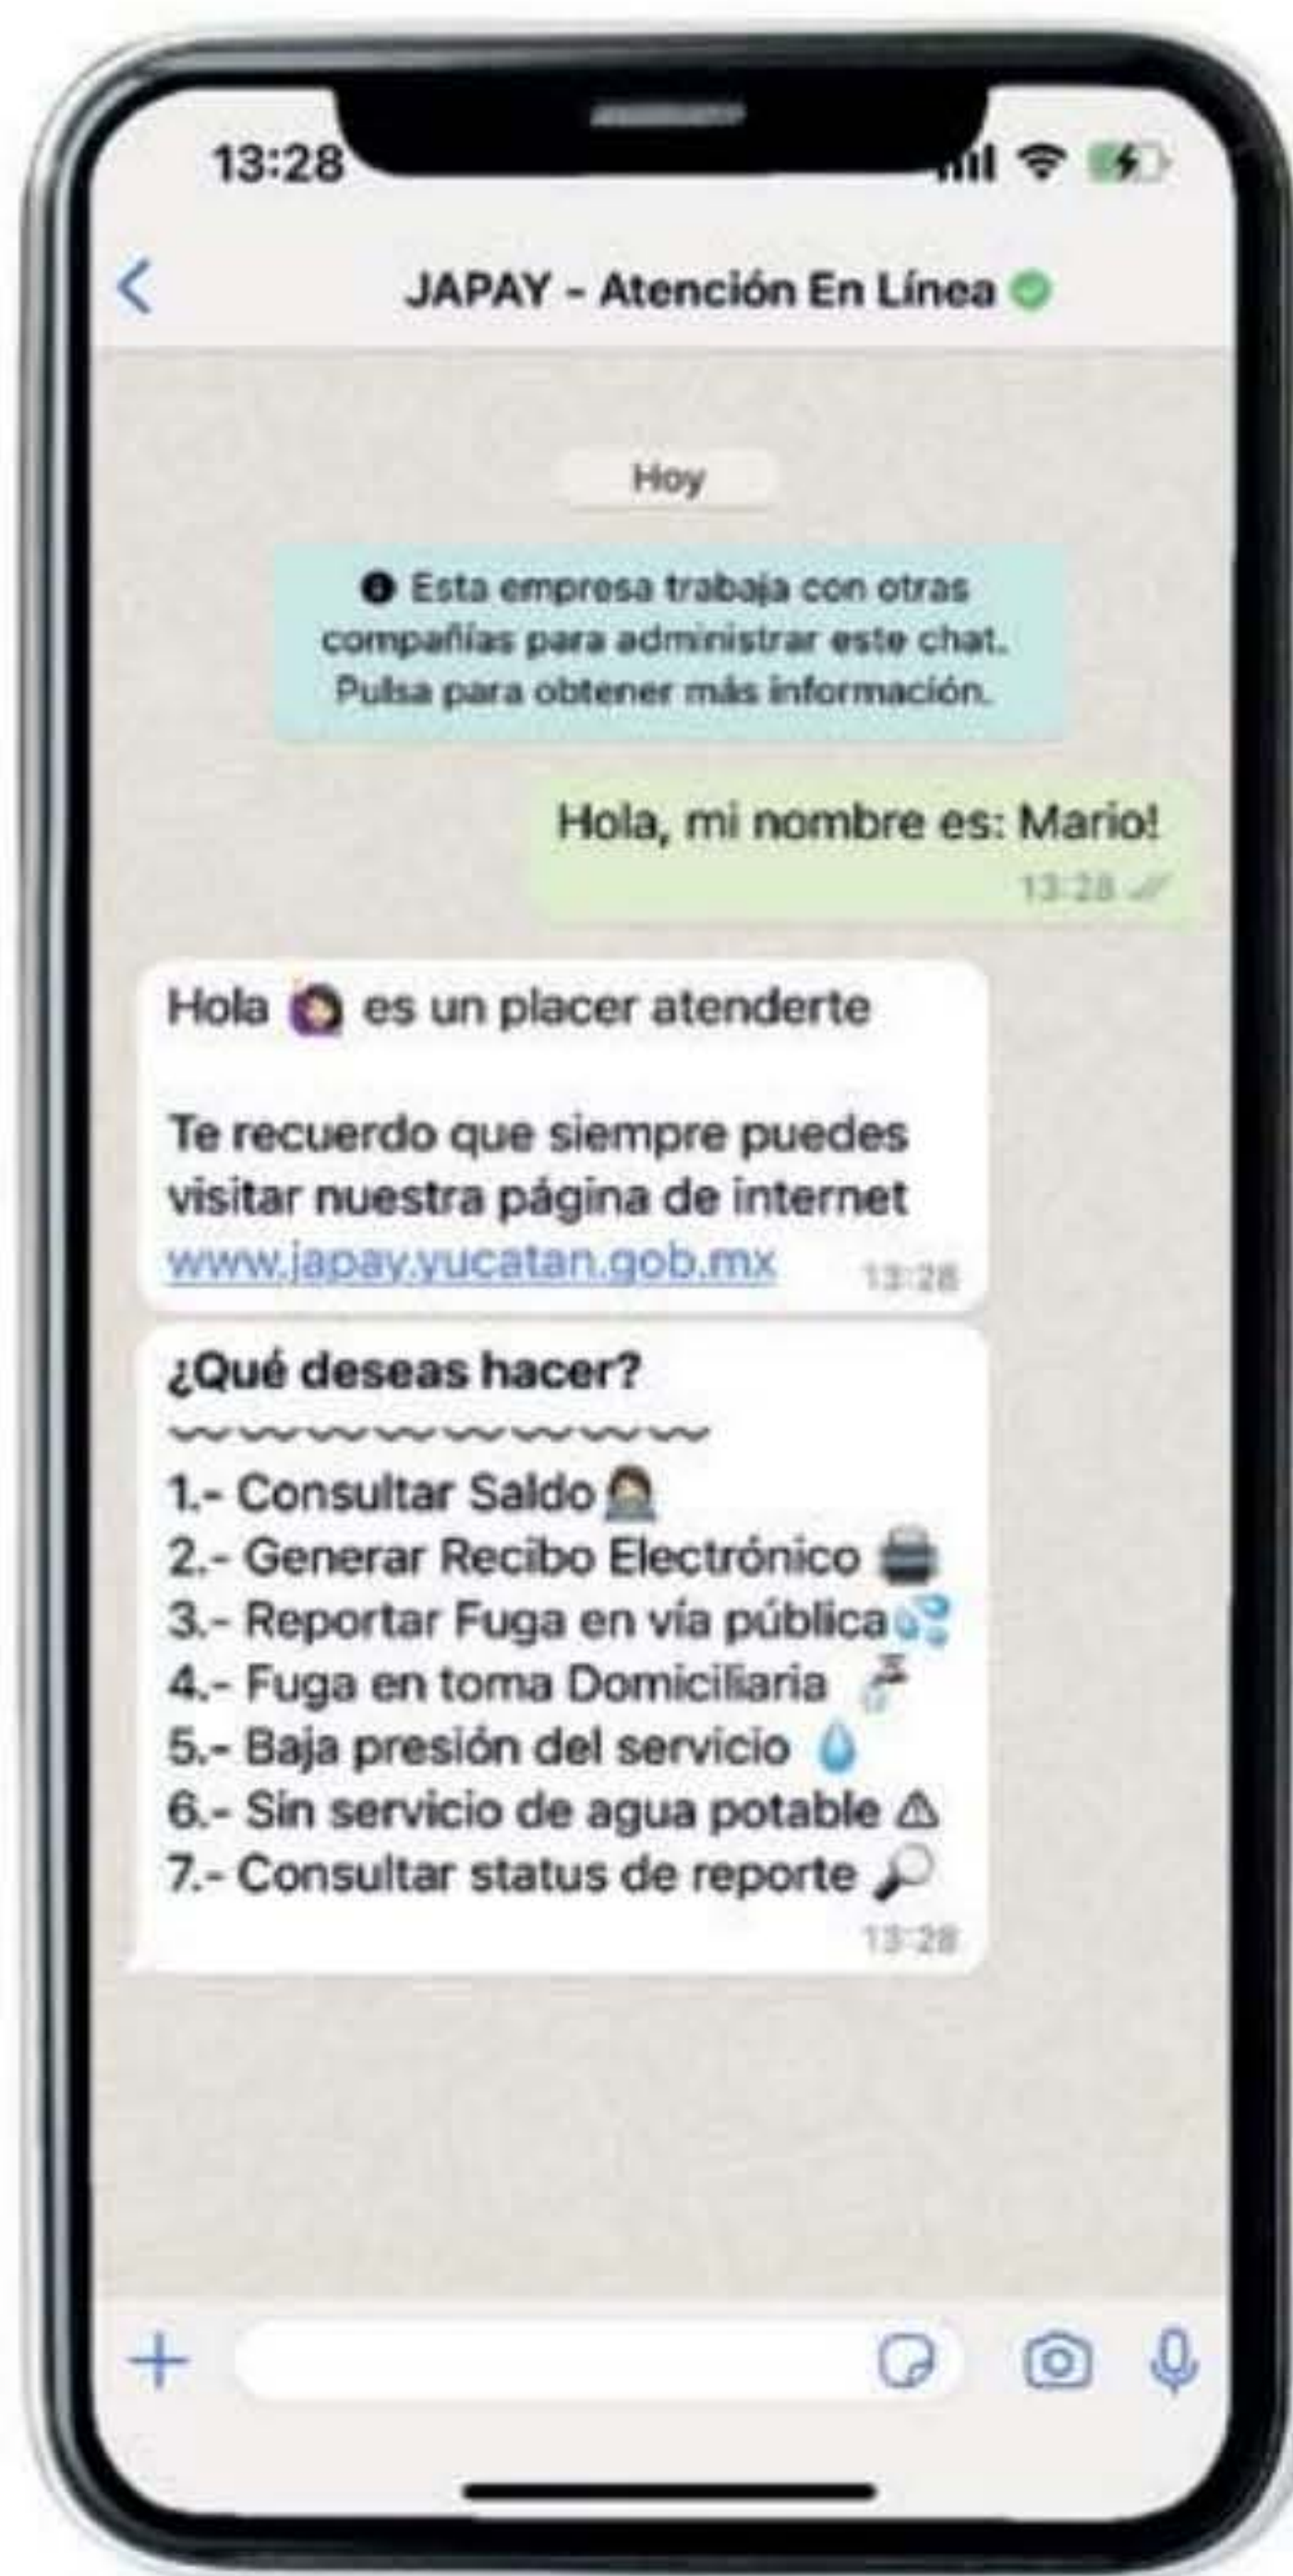 13:28
JAPAY - Atención En Línea
Hoy
Esta empresa trabaja con otras
compañías para administrar este chat.
Pulsa para obtener más información.
Hola, mi nombre es: Mario!
13:28
Hola 🙋🏻‍♀️ es un placer atenderte
Te recuerdo que siempre puedes
visitar nuestra página de internet
www.japay.yucatan.gob.mx
13:28
¿Qué deseas hacer?
1.- Consultar Saldo
2.- Generar Recibo Electrónico
3.- Reportar Fuga en vía pública
4.- Fuga en toma Domiciliaria
5.- Baja presión del servicio
6.- Sin servicio de agua potable
7.- Consultar status de reporte
13:28